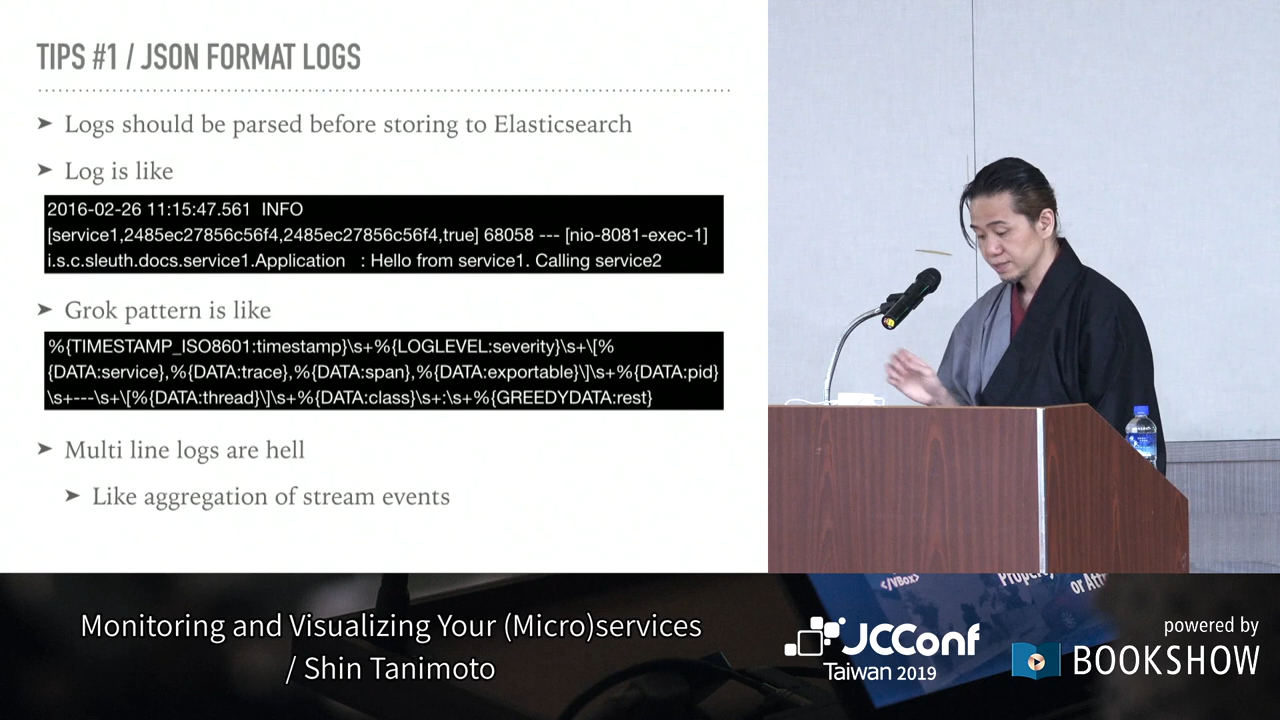 TIPS #1 / JSON FORMAT LOGS
➤ Logs should be parsed before storing to Elasticsearch
➤ Log is like
2016-02-26 11:15:47.561 INFO
[service1,2485ec27856c56f4,2485ec27856c56f4,true] 68058 --- [nio-8081-exec-1]
i.s.c.sleuth.docs.service1.Application : Hello from service1. Calling service2
➤ Grok pattern is like
%{TIMESTAMP_ISO8601:timestamp}\s+%{LOGLEVEL:severity}\s+\[%
{DATA:service},%{DATA:trace},%{DATA:span},%{DATA:exportable}\]\s+%{DATA:pid}
\s+---\s+\[%{DATA:thread}\]\s+%{DATA:class}\s+:\s+%{GREEDYDATA:rest}
➤ Multi line logs are hell
➤ Like aggregation of stream events
</VBox>
or
Monitoring and Visualizing Your (Micro)services
/ Shin Tanimoto
JCConf
Taiwan 2019
powered by
BOOKSHOW